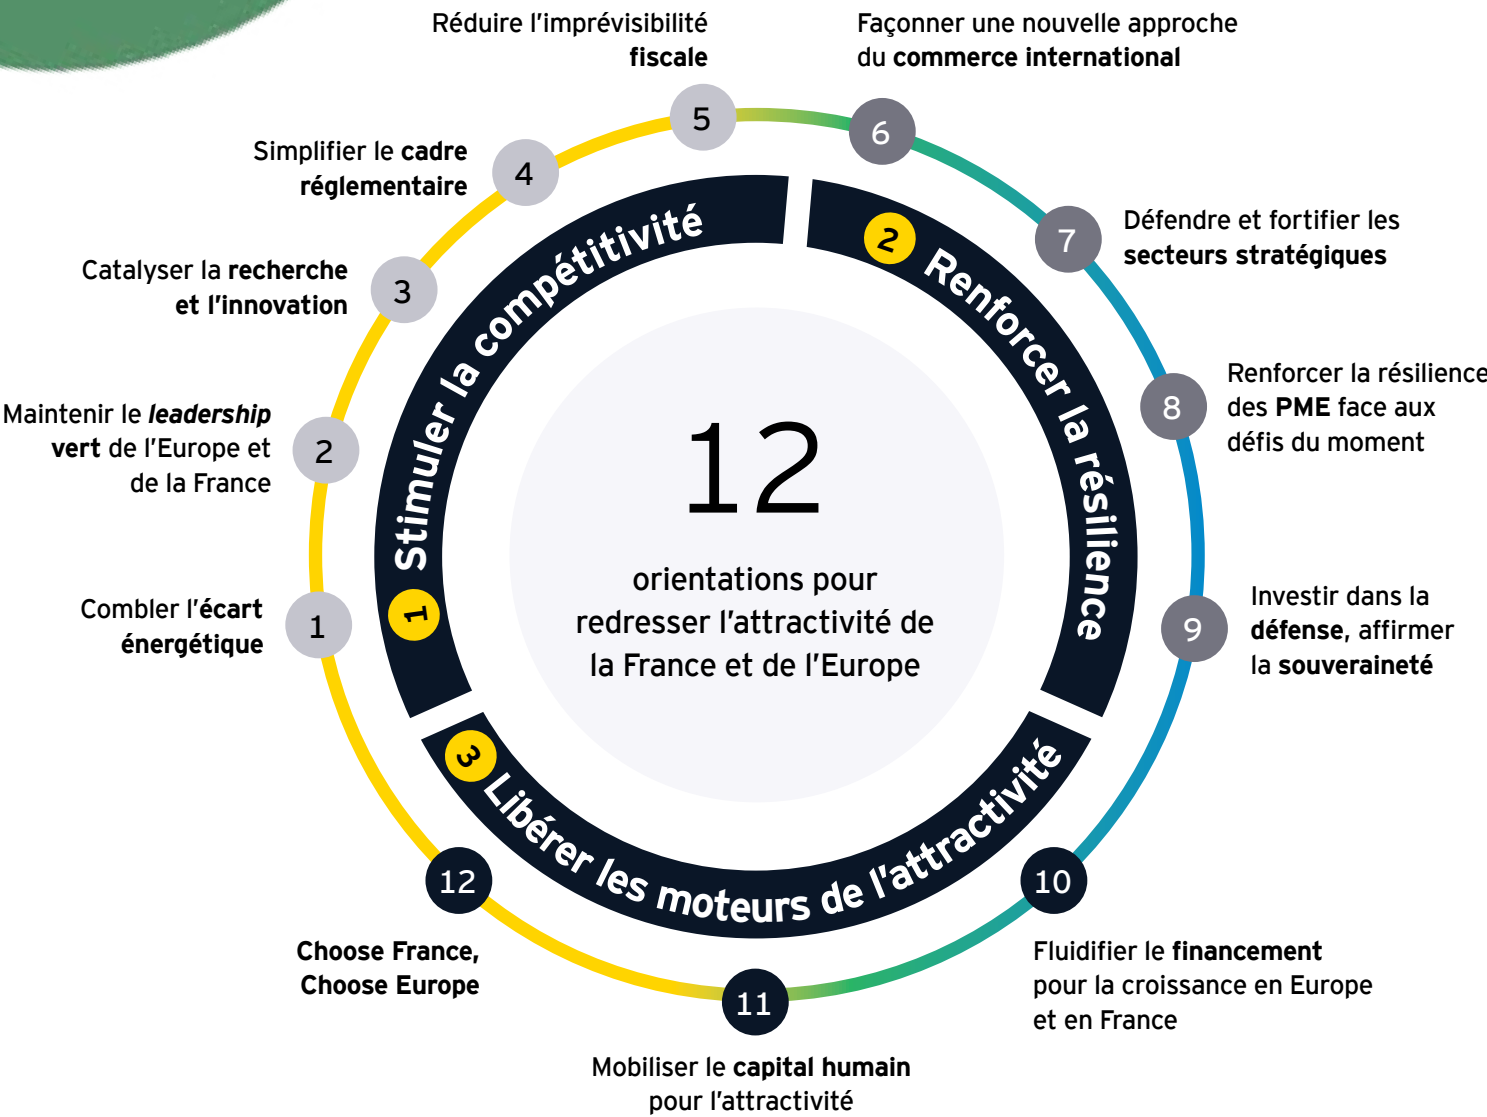 Réduire l'imprévisibilité
fiscale
Façonner une nouvelle approche
du commerce international
5
6
Simplifier le cadre
réglementaire
4
Défendre et fortifier les
secteurs stratégiques
7
Catalyser la recherche
et l'innovation
3
Renforcer la résilience
des PME face aux
défis du moment
8
Maintenir le leadership
vert de l'Europe et
de la France
2
Investir dans la
défense, affirmer
la souveraineté
9
Combler l'écart
énergétique
1
1 Stimuler la compétitivité
2 Renforcer la résilience
3 Libérer les moteurs de l'attractivité
12
orientations pour
redresser l'attractivité de
la France et de l'Europe
12
Choose France,
Choose Europe
10
Fluidifier le financement
pour la croissance en Europe
et en France
11
Mobiliser le capital humain
pour l'attractivité